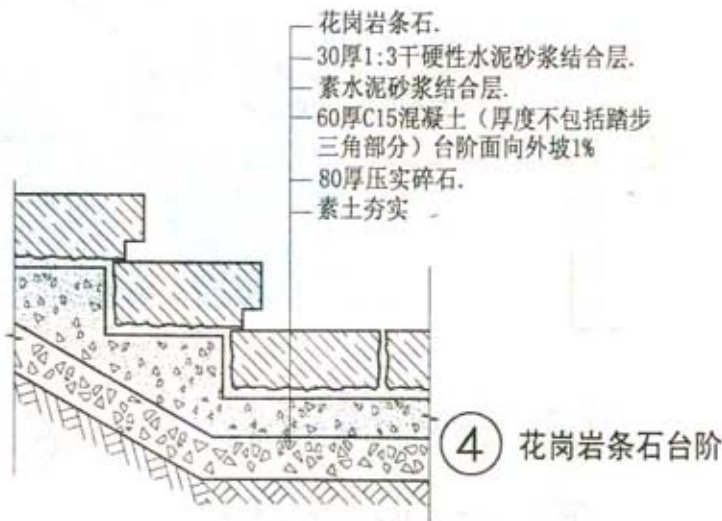 花岗岩条石.
30厚1:3干硬性水泥砂浆结合层.
素水泥砂浆结合层.
60厚C15混凝土（厚度不包括踏步
三角部分）台阶面向外坡1%
80厚压实碎石.
素土夯实
4 花岗岩条石台阶